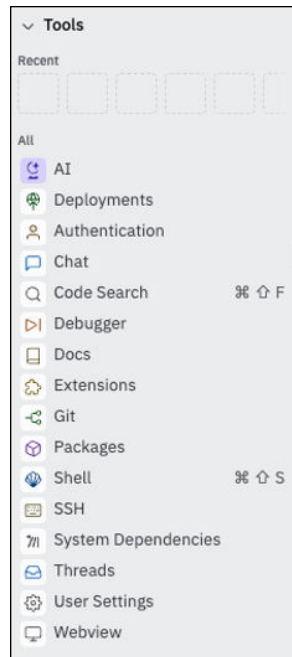 Tools
Recent
All
AI
Deployments
Authentication
Chat
Code Search ⌘ ⇧ F
Debugger
Docs
Extensions
Git
Packages
Shell ⌘ ⇧ S
SSH
System Dependencies
Threads
User Settings
Webview